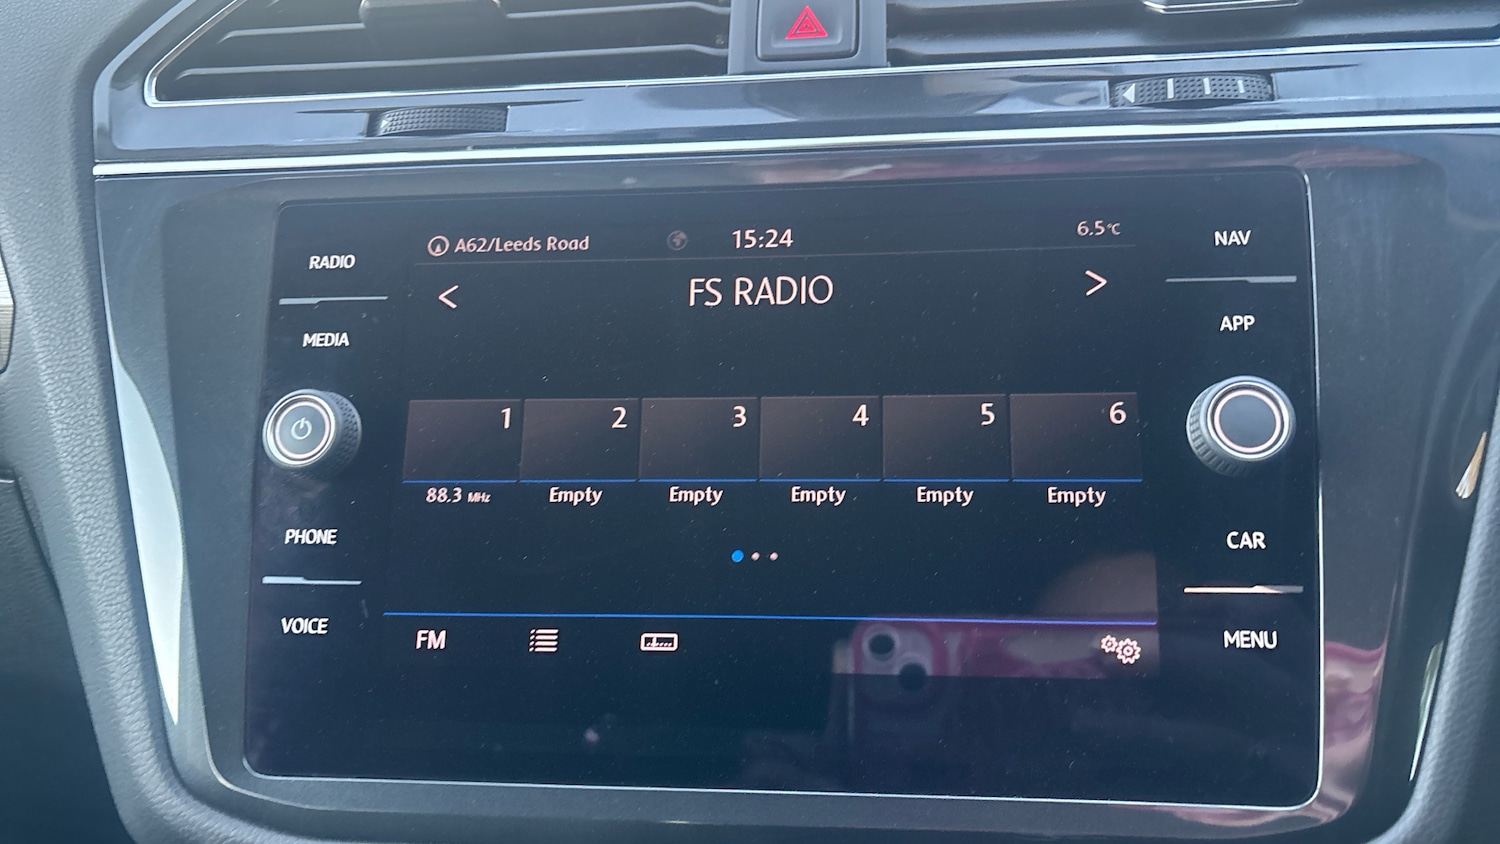 A62/Leeds Road
15:24
6.5°C
NAV
RADIO
< FS RADIO >
APP
MEDIA
1 2 3 4 5 6
88.3 MHz Empty Empty Empty Empty Empty
PHONE
CAR
VOICE
FM
MENU